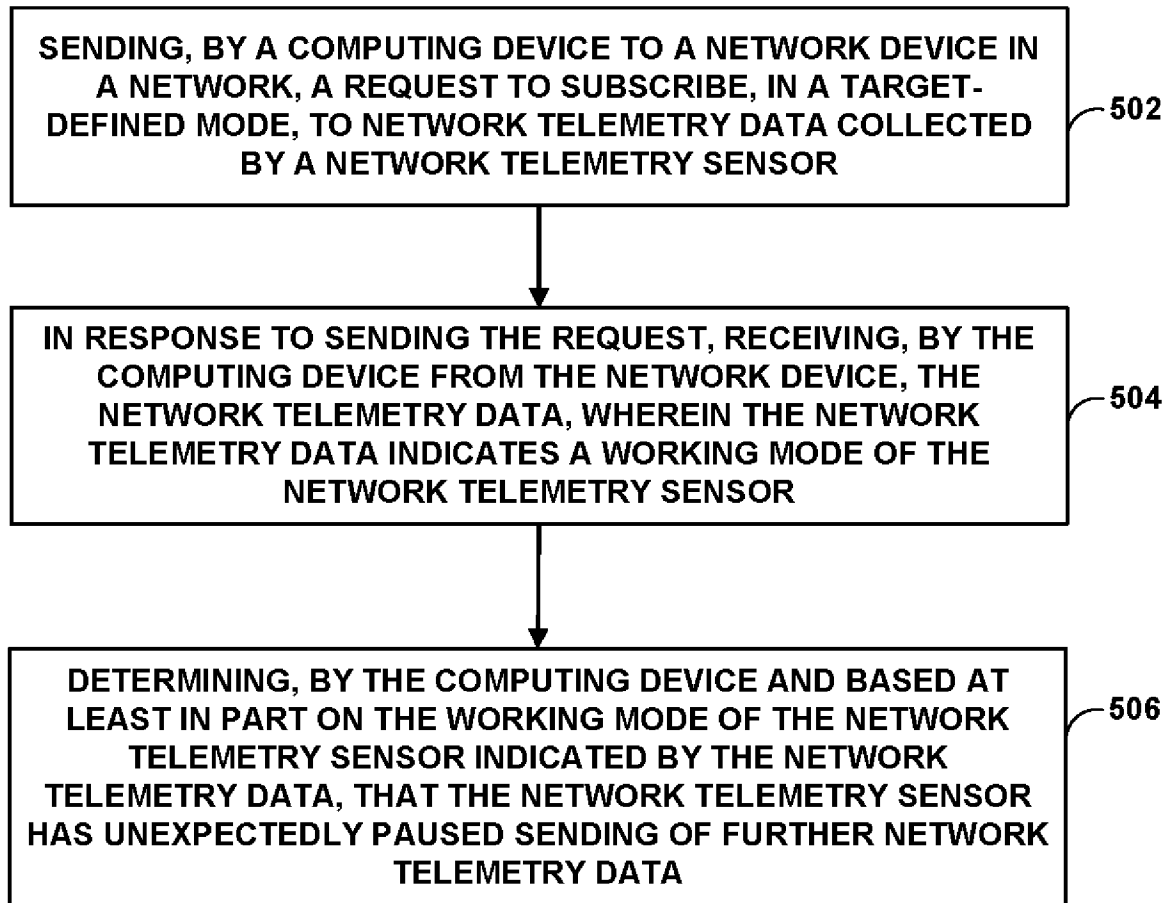 SENDING, BY A COMPUTING DEVICE TO A NETWORK DEVICE IN
A NETWORK, A REQUEST TO SUBSCRIBE, IN A TARGET-
DEFINED MODE, TO NETWORK TELEMETRY DATA COLLECTED
BY A NETWORK TELEMETRY SENSOR
502
IN RESPONSE TO SENDING THE REQUEST, RECEIVING, BY THE
COMPUTING DEVICE FROM THE NETWORK DEVICE, THE
NETWORK TELEMETRY DATA, WHEREIN THE NETWORK
TELEMETRY DATA INDICATES A WORKING MODE OF THE
NETWORK TELEMETRY SENSOR
504
DETERMINING, BY THE COMPUTING DEVICE AND BASED AT
LEAST IN PART ON THE WORKING MODE OF THE NETWORK
TELEMETRY SENSOR INDICATED BY THE NETWORK
TELEMETRY DATA, THAT THE NETWORK TELEMETRY SENSOR
HAS UNEXPECTEDLY PAUSED SENDING OF FURTHER NETWORK
TELEMETRY DATA
506